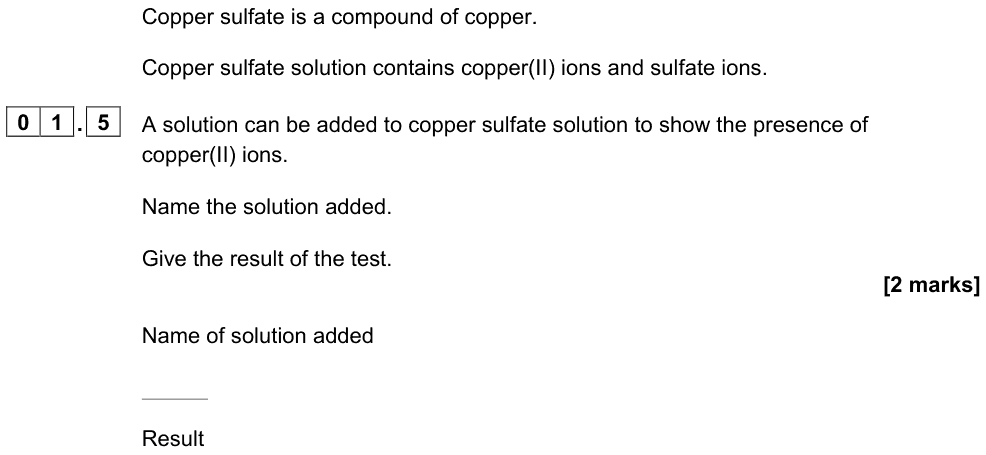 Copper sulfate is a compound of copper.
Copper sulfate solution contains copper(II) ions and sulfate ions.
0 1 . 5 A solution can be added to copper sulfate solution to show the presence of
copper(II) ions.
Name the solution added.
Give the result of the test.
[2 marks]
Name of solution added
Result